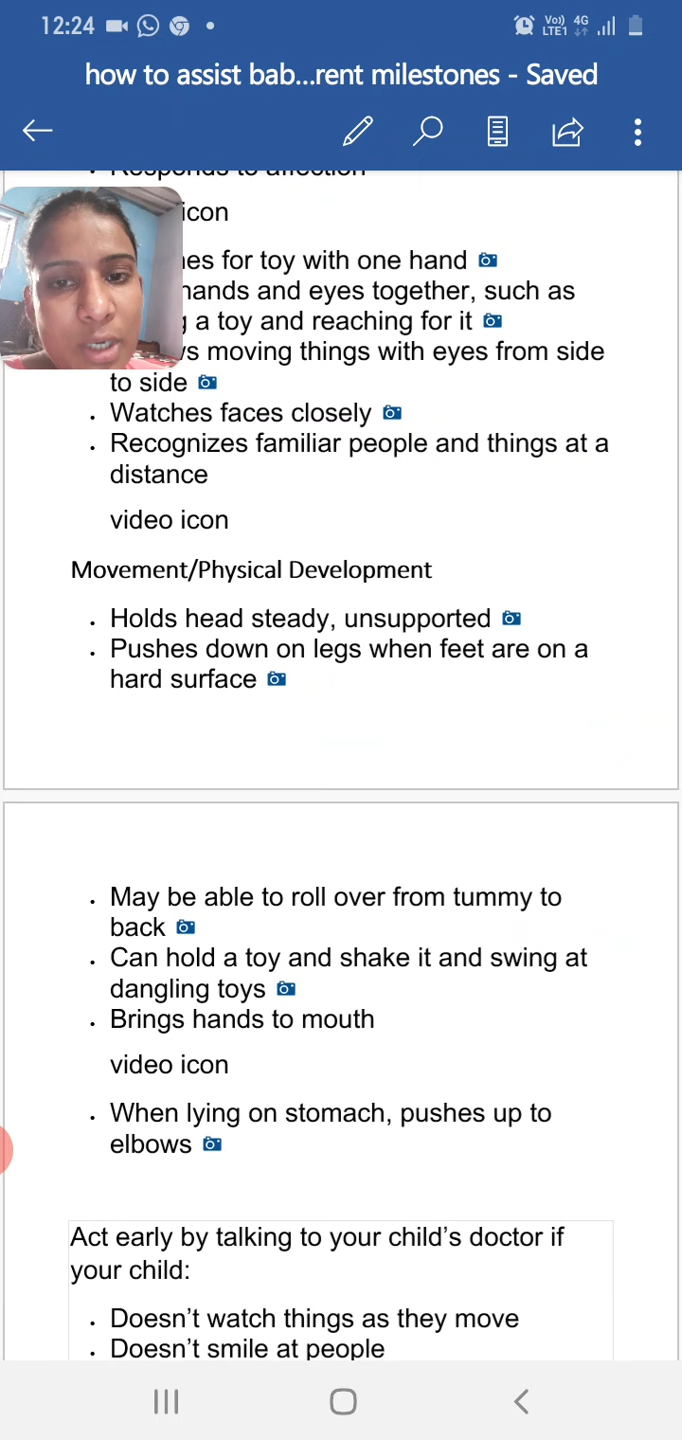 12:24
Vo)) 4G
LTE1
how to assist bab...rent milestones - Saved
Responds to affection
icon
for toy with one hand
hands and eyes together, such as
a toy and reaching for it
moving things with eyes from side
to side
Watches faces closely
Recognizes familiar people and things at a
distance
video icon
Movement/Physical Development
Holds head steady, unsupported
Pushes down on legs when feet are on a
hard surface
May be able to roll over from tummy to
back
Can hold a toy and shake it and swing at
dangling toys
Brings hands to mouth
video icon
When lying on stomach, pushes up to
elbows
Act early by talking to your child's doctor if
your child:
Doesn't watch things as they move
Doesn't smile at people